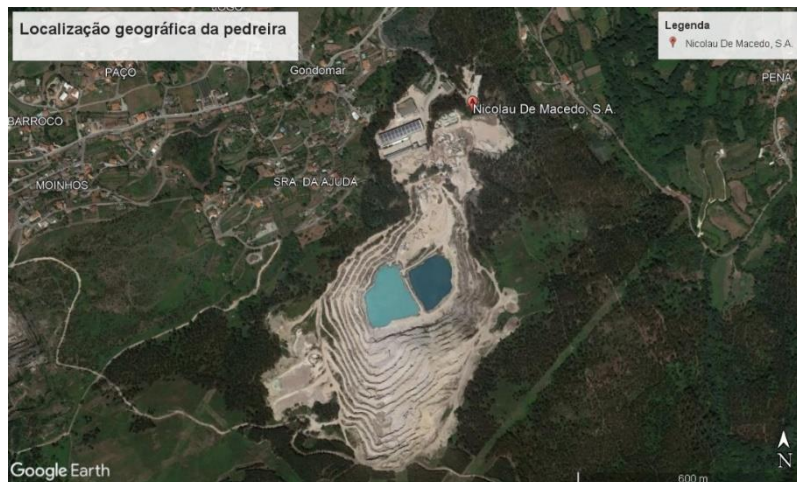 LOGO
Localização geográfica da pedreira
Legenda
Nicolau De Macedo, S.A.
PAÇO
Gondomar
PENA
Nicolau De Macedo, S.A.
BARROCO
MOINHOS
SRA. DA AJUDA
Google Earth
N
600 m